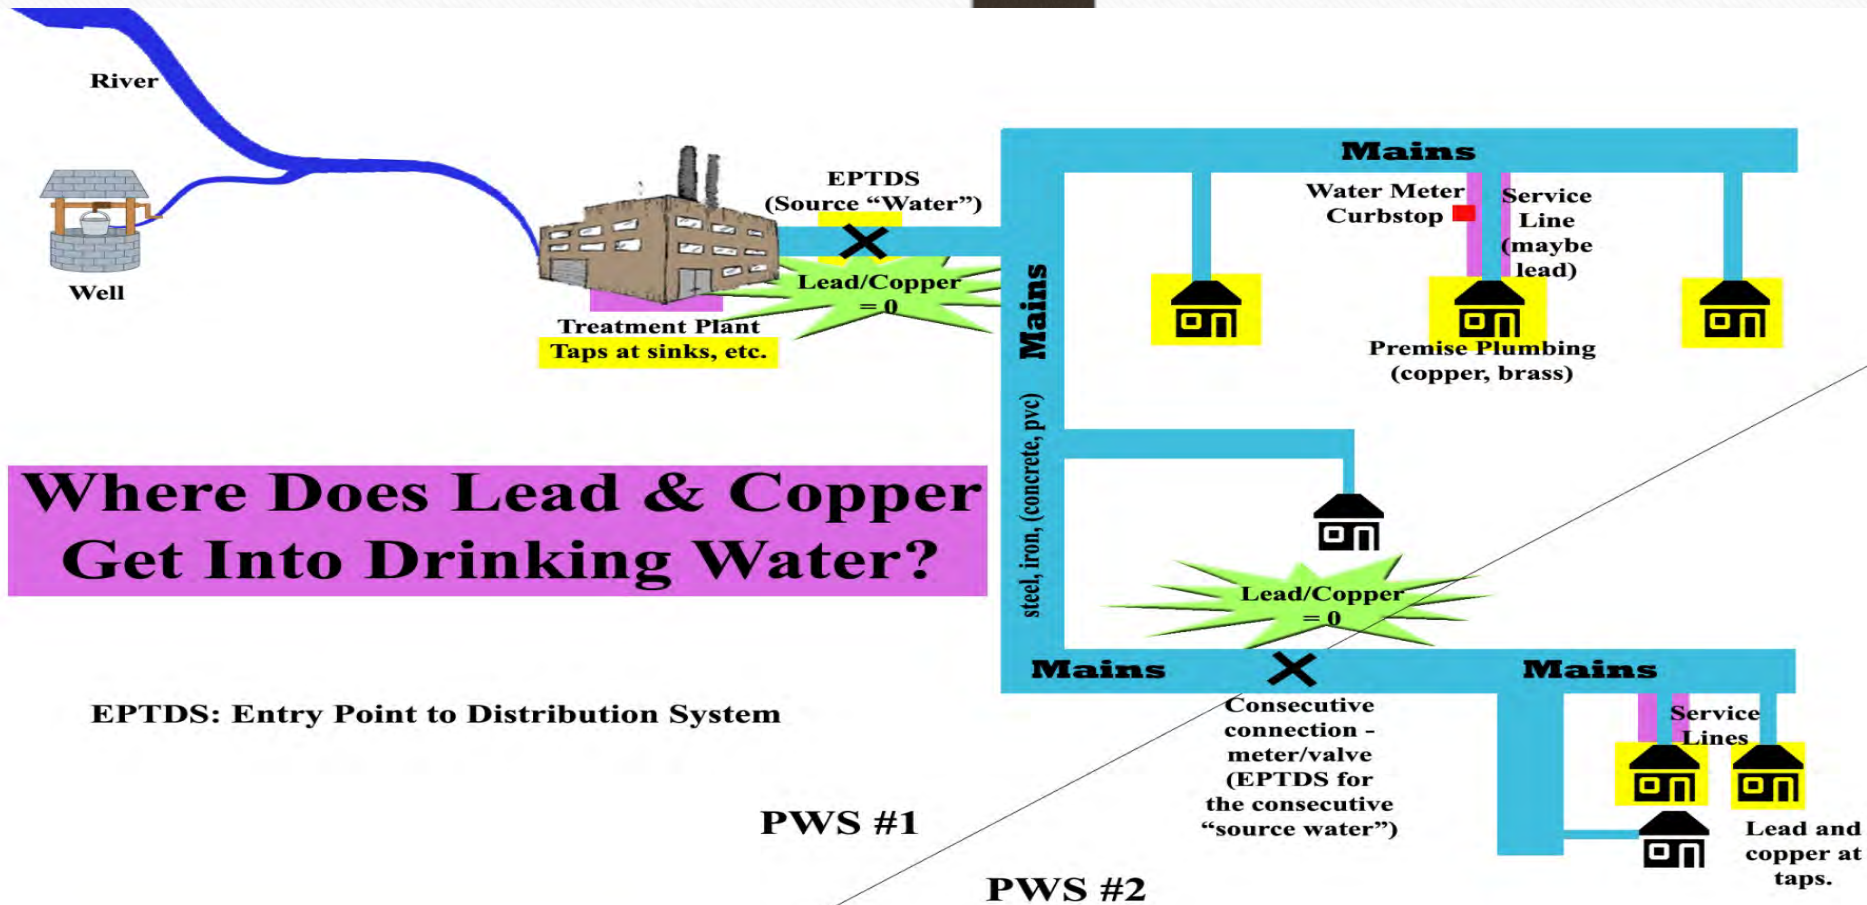 River
Well
EPTDS
(Source “Water”)
Lead/Copper
= 0
Treatment Plant
Taps at sinks, etc.
Mains
Water Meter
Curbstop
Service
Line
(maybe
lead)
Premise Plumbing
(copper, brass)
Mains
steel, iron, (concrete, pvc)
Where Does Lead & Copper
Get Into Drinking Water?
Lead/Copper
= 0
Mains
Mains
EPTDS: Entry Point to Distribution System
Consecutive
connection -
meter/valve
(EPTDS for
the consecutive
“source water”)
Service
Lines
Lead and
copper at
taps.
PWS #1
PWS #2